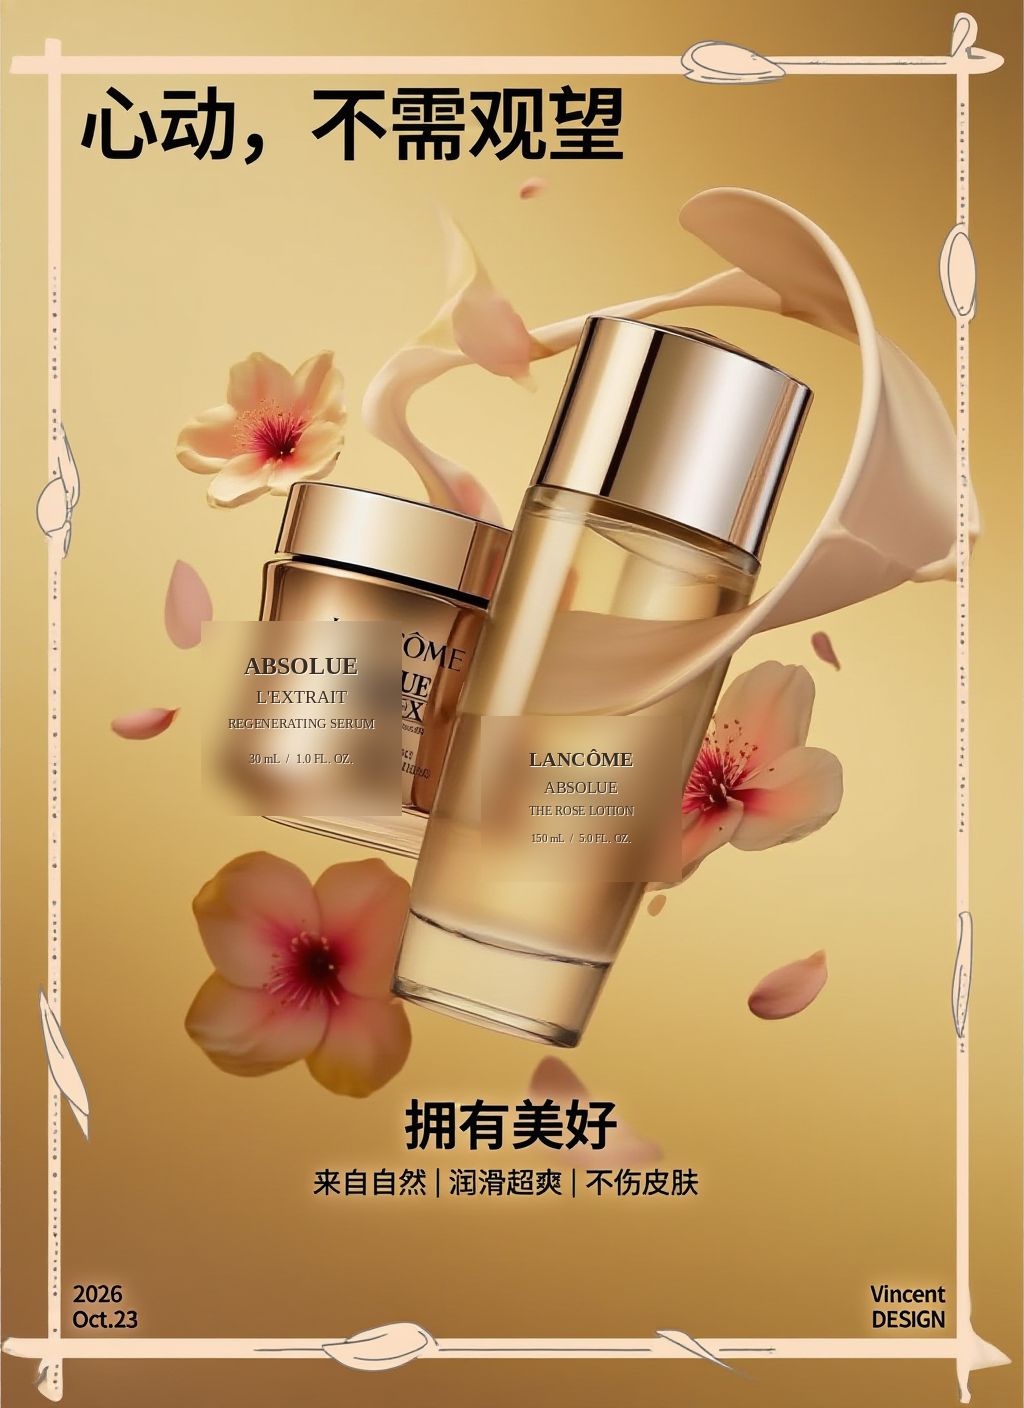 心动，不需观望
ÔME
UE
ABSOLUE
L'EXTRAIT
REGENERATING SERUM
30 mL / 1.0 FL. OZ.
LANCÔME
ABSOLUE
THE ROSE LOTION
150 mL / 5.0 FL. OZ.
拥有美好
来自自然 | 润滑超爽 | 不伤皮肤
2026
Oct.23
Vincent
DESIGN